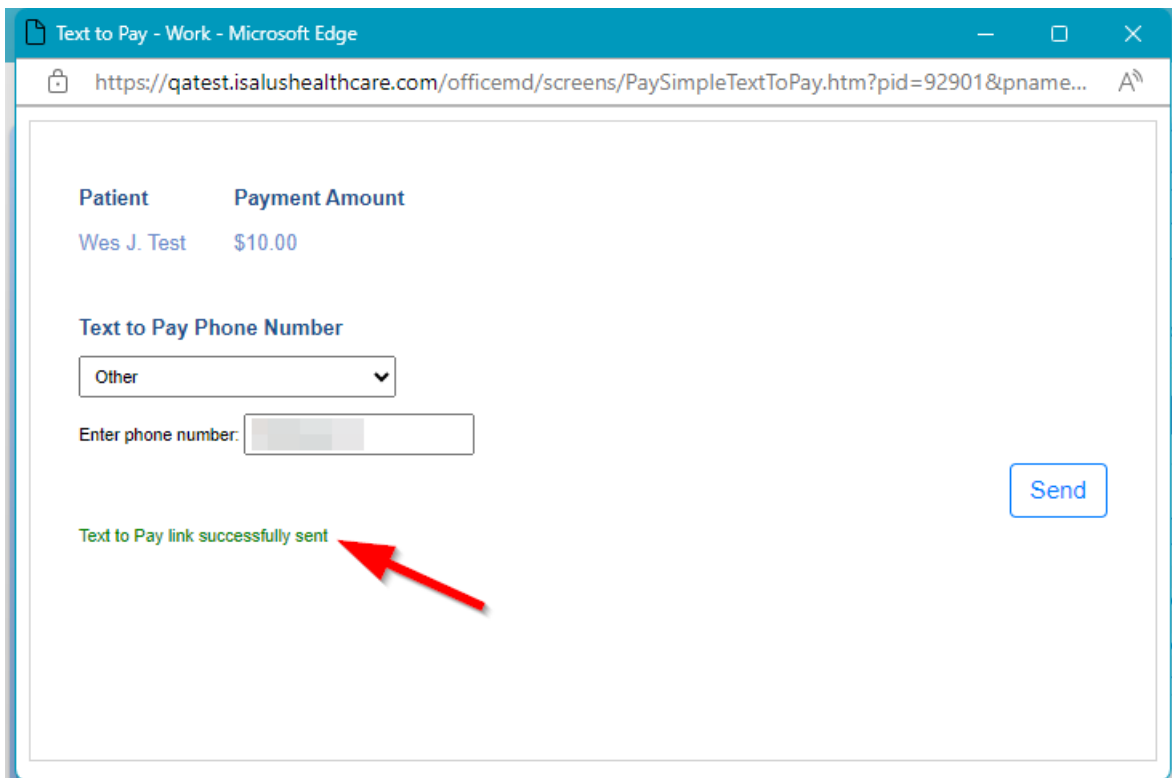 Text to Pay - Work - Microsoft Edge
https://qatest.isalushealthcare.com/officemd/screens/PaySimpleTextToPay.htm?pid=92901&pname...
Patient Payment Amount
Wes J. Test $10.00
Text to Pay Phone Number
Other
Enter phone number:
Send
Text to Pay link successfully sent